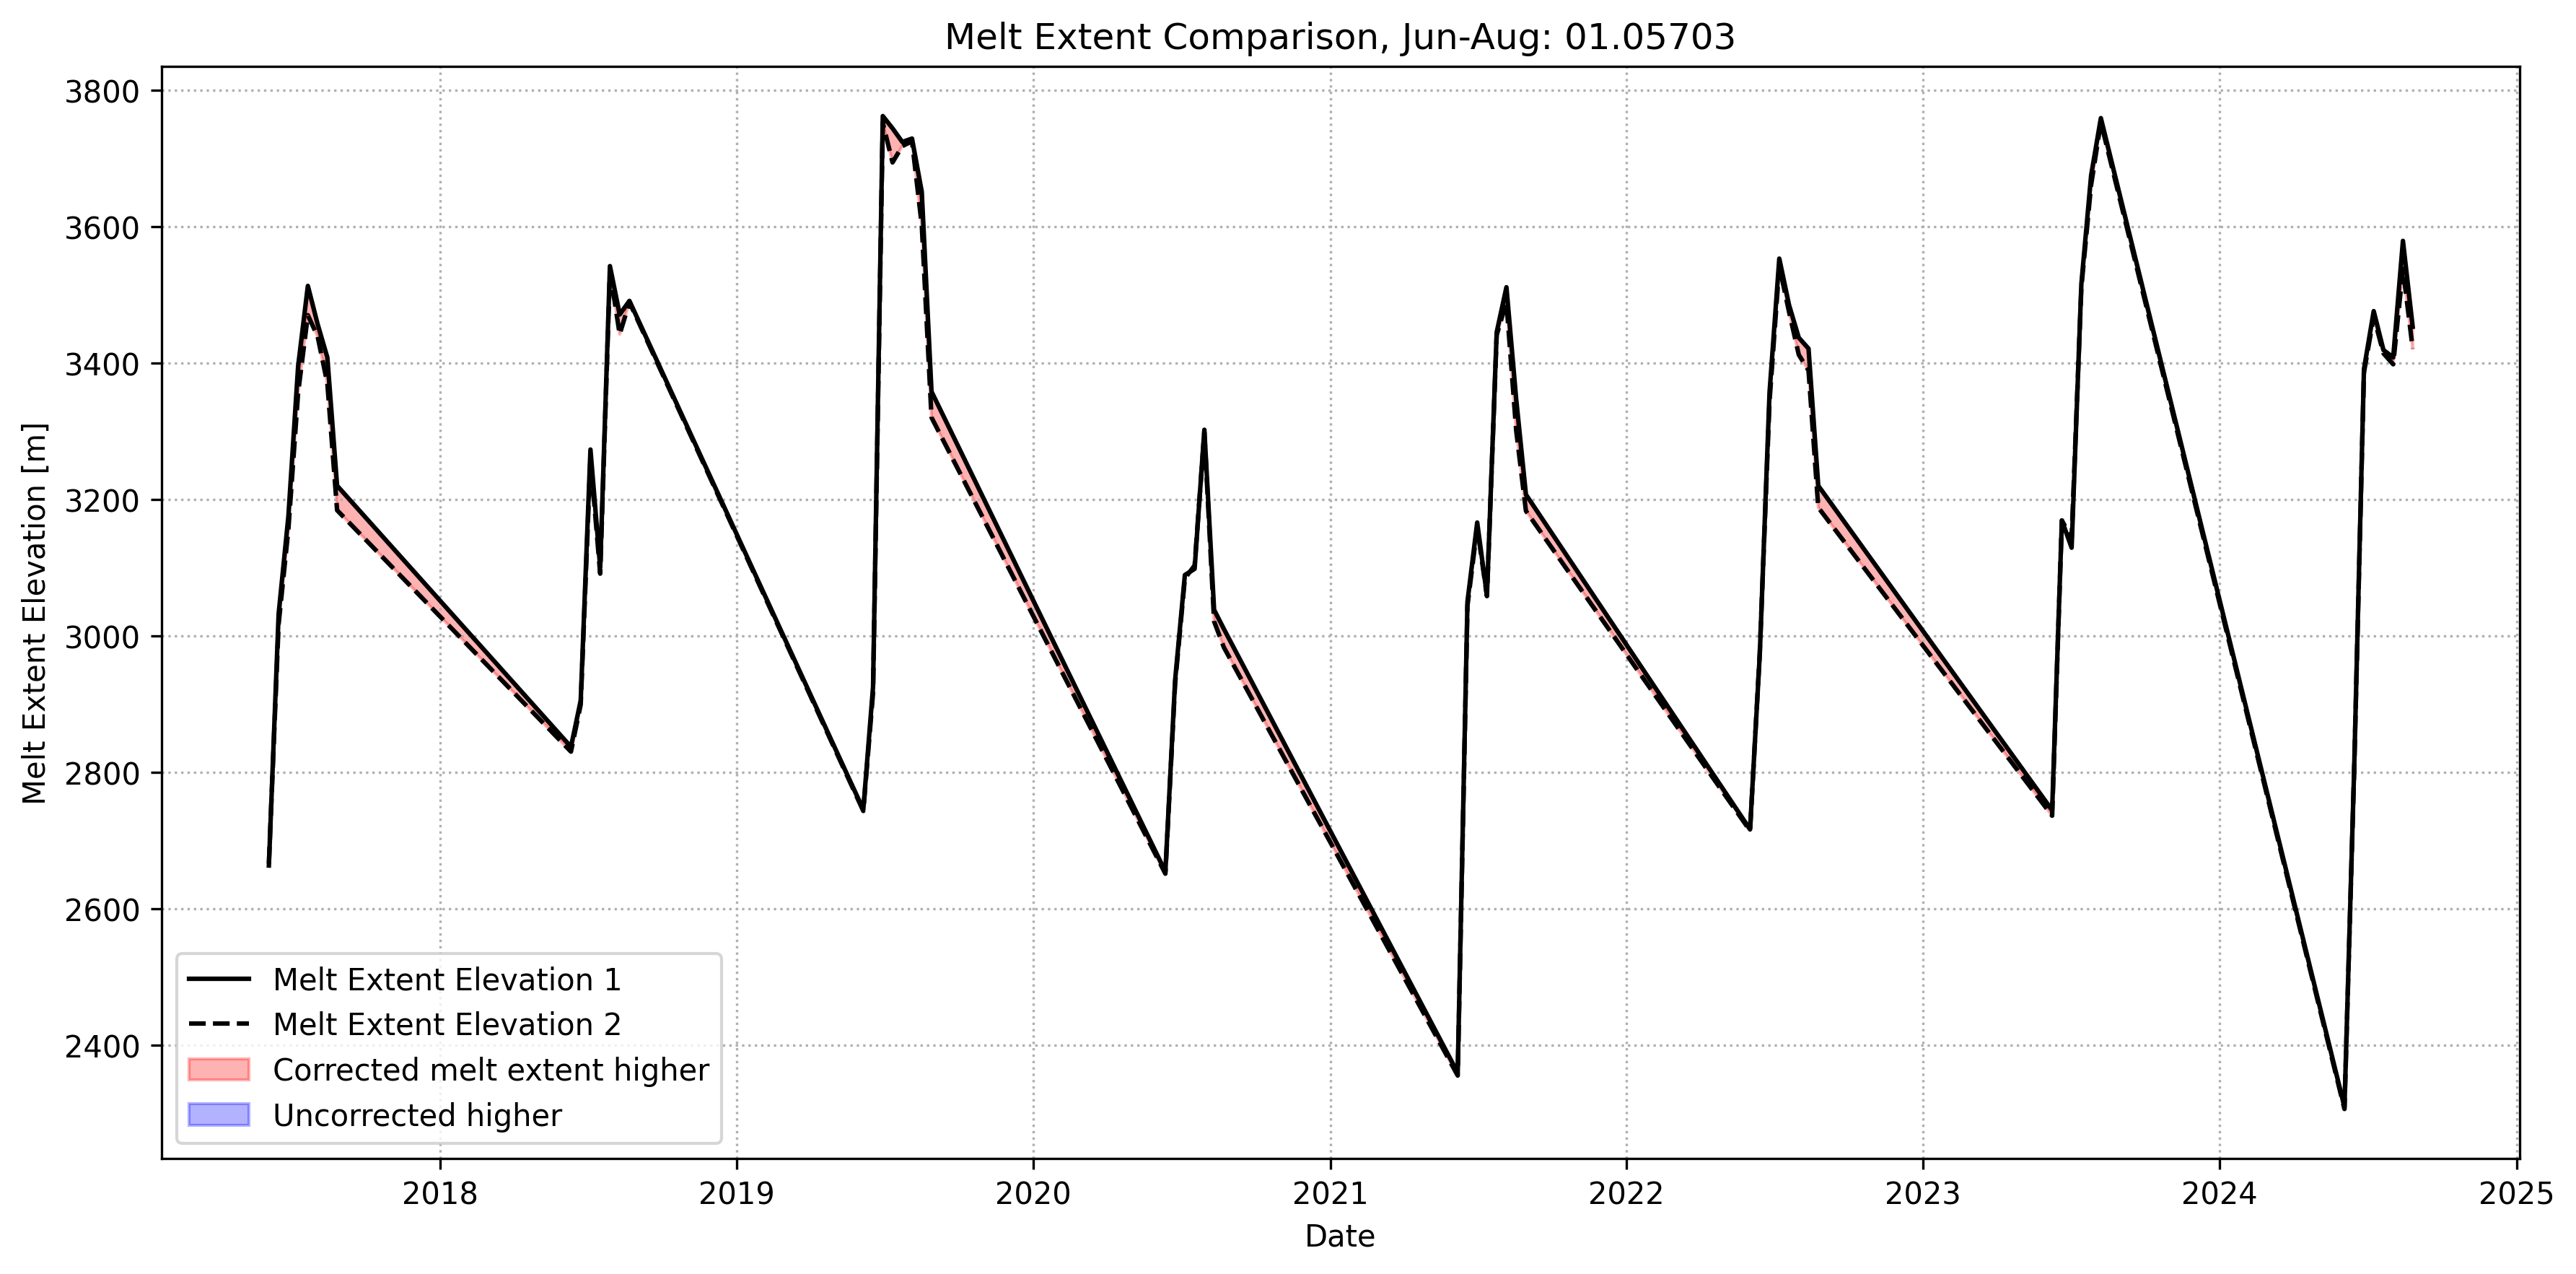 Melt Extent Comparison, Jun-Aug: 01.05703
Melt Extent Elevation [m]
3800
3600
3400
3200
3000
2800
2600
2400
Melt Extent Elevation 1
Melt Extent Elevation 2
Corrected melt extent higher
Uncorrected higher
2018 2019 2020 2021 2022 2023 2024 2025
Date